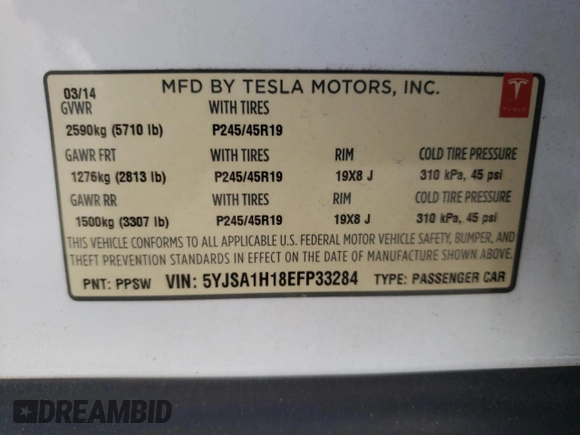 03/14 MFD BY TESLA MOTORS, INC.
TESLA
GVWR WITH TIRES
2590kg (5710 lb) P245/45R19
GAWR FRT WITH TIRES RIM COLD TIRE PRESSURE
1276kg (2813 lb) P245/45R19 19X8 J 310 kPa, 45 psi
GAWR RR WITH TIRES RIM COLD TIRE PRESSURE
1500kg (3307 lb) P245/45R19 19X8 J 310 kPa, 45 psi
THIS VEHICLE CONFORMS TO ALL APPLICABLE U.S. FEDERAL MOTOR VEHICLE SAFETY, BUMPER, AND
THEFT PREVENTION STANDARDS IN EFFECT ON THE DATE OF MANUFACTURE SHOWN ABOVE.
PNT: PPSW VIN: 5YJSA1H18EFP33284 TYPE: PASSENGER CAR
DREAMBID